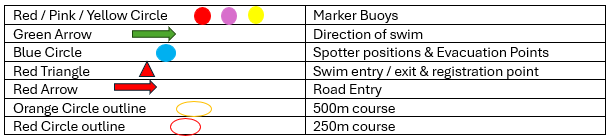 Red / Pink / Yellow Circle Marker Buoys
Green Arrow Direction of swim
Blue Circle Spotter positions & Evacuation Points
Red Triangle Swim entry / exit & registration point
Red Arrow Road Entry
Orange Circle outline 500m course
Red Circle outline 250m course